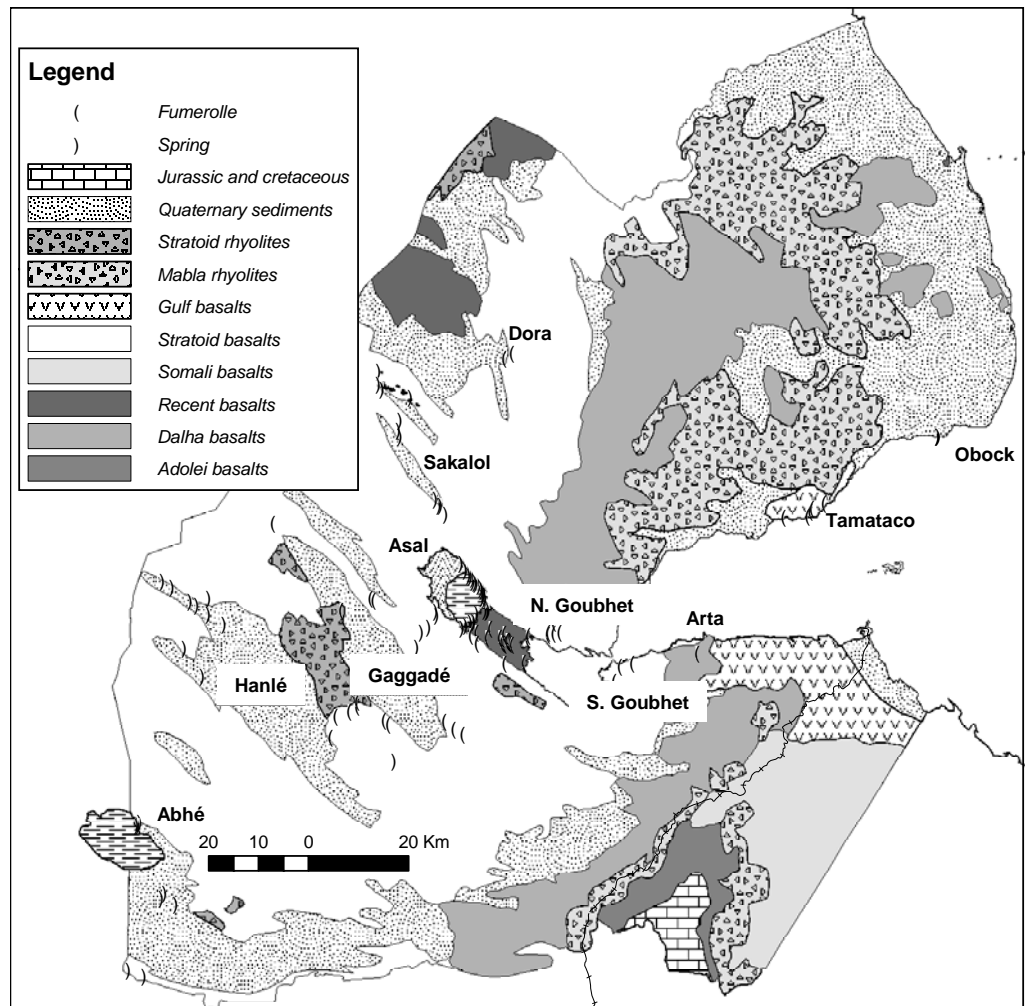 Legend
( Fumerolle
) Spring
Jurassic and cretaceous
Quaternary sediments
Stratoid rhyolites
Mabla rhyolites
Gulf basalts
Stratoid basalts
Somali basalts
Recent basalts
Dalha basalts
Adolei basalts
Dora
Sakalol
Obock
Tamataco
Asal
N. Goubhet
Arta
Hanlé
Gaggadé
S. Goubhet
Abhé
20 10 0 20 Km